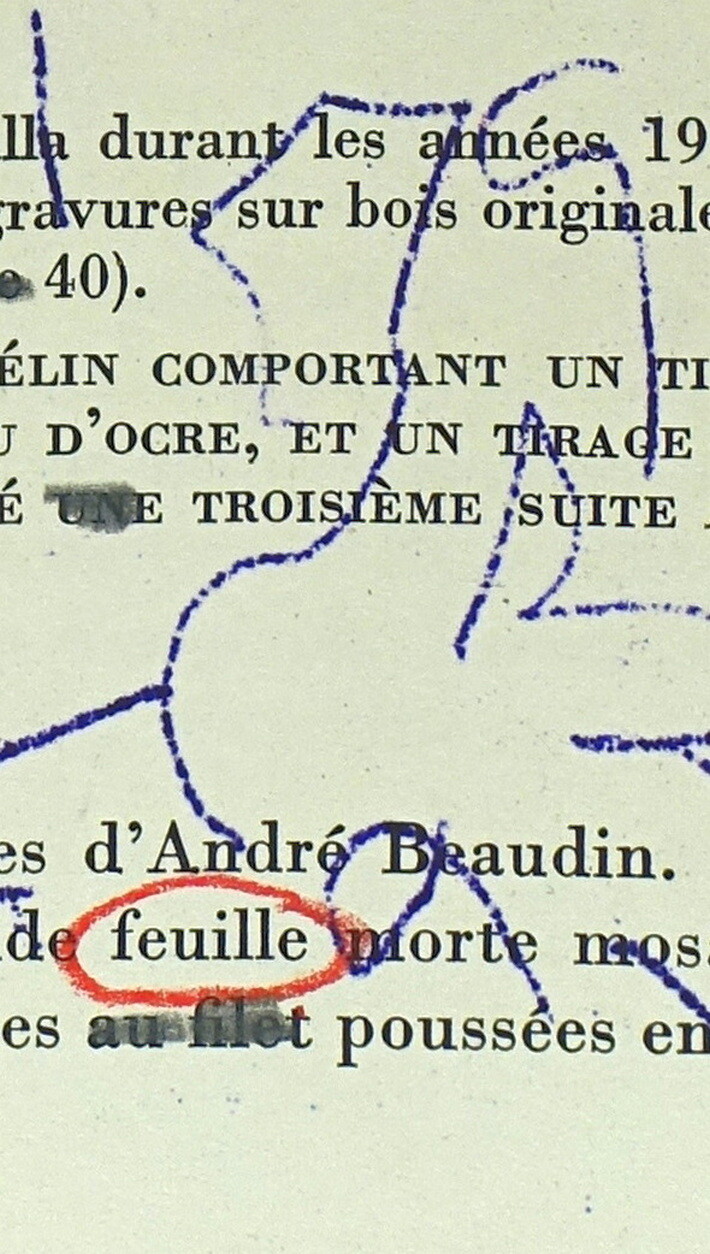 lla durant les années 19
gravures sur bois originale
40).
ÉLIN COMPORTANT UN TI
U D'OCRE, ET UN TIRAGE
É UNE TROISIÈME SUITE
es d'André Beaudin.
de feuille morte mos
es au filet poussées en